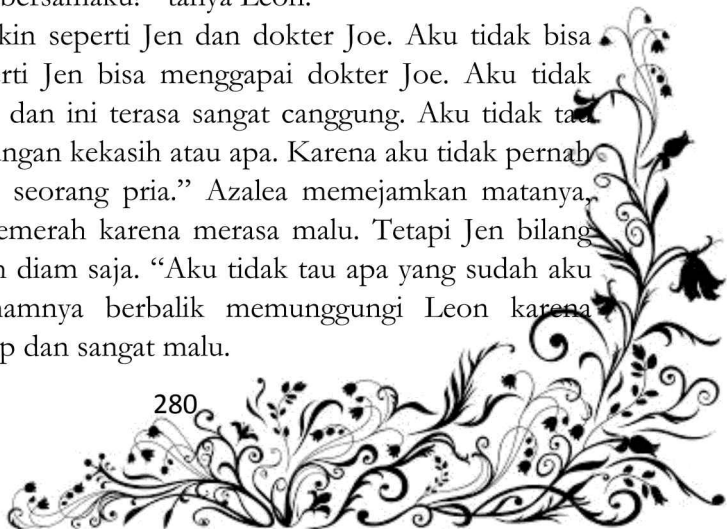 bersamaku?" tanya Leon.
kin seperti Jen dan dokter Joe. Aku tidak bisa
rti Jen bisa menggapai dokter Joe. Aku tidak
dan ini terasa sangat canggung. Aku tidak tau
ngan kekasih atau apa. Karena aku tidak pernah
seorang pria.” Azalea memejamkan matanya,
emerah karena merasa malu. Tetapi Jen bilang
n diam saja. “Aku tidak tau apa yang sudah aku
namnya berbalik memunggungi Leon karena
p dan sangat malu.
280